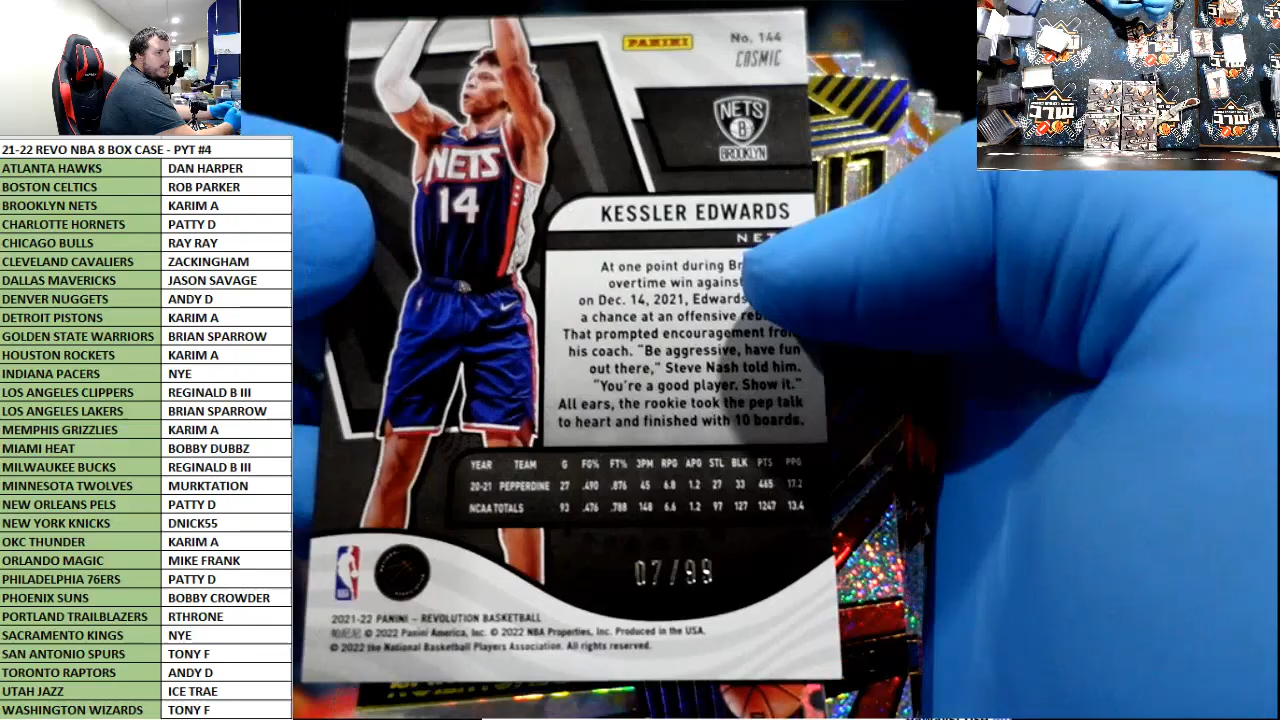 21-22 REVO NBA 8 BOX CASE - PYT #4
ATLANTA HAWKS DAN HARPER
BOSTON CELTICS ROB PARKER
BROOKLYN NETS KARIM A
CHARLOTTE HORNETS PATTY D
CHICAGO BULLS RAY RAY
CLEVELAND CAVALIERS ZACKINGHAM
DALLAS MAVERICKS JASON SAVAGE
DENVER NUGGETS ANDY D
DETROIT PISTONS KARIM A
GOLDEN STATE WARRIORS BRIAN SPARROW
HOUSTON ROCKETS KARIM A
INDIANA PACERS NYE
LOS ANGELES CLIPPERS REGINALD B III
LOS ANGELES LAKERS BRIAN SPARROW
MEMPHIS GRIZZLIES KARIM A
MIAMI HEAT BOBBY DUBBZ
MILWAUKEE BUCKS REGINALD B III
MINNESOTA TWOLVES MURKTATION
NEW ORLEANS PELS PATTY D
NEW YORK KNICKS DNICK55
OKC THUNDER KARIM A
ORLANDO MAGIC MIKE FRANK
PHILADELPHIA 76ERS PATTY D
PHOENIX SUNS BOBBY CROWDER
PORTLAND TRAILBLAZERS RTHRONE
SACRAMENTO KINGS NYE
SAN ANTONIO SPURS TONY F
TORONTO RAPTORS ANDY D
UTAH JAZZ ICE TRAE
WASHINGTON WIZARDS TONY F
PANINI No. 144
COSMIC
NETS
B
BROOKLYN
NETS
14
KESSLER EDWARDS
NET
At one point during Br
overtime win against
on Dec. 14, 2021, Edwards
a chance at an offensive reb
That prompted encouragement from
his coach. "Be aggressive, have fun
out there," Steve Nash told him.
"You're a good player. Show it."
All ears, the rookie took the pep talk
to heart and finished with 10 boards.
YEAR TEAM G FG% FT% 3PM RPG APG STL BLK PTS PPG
20-21 PEPPERDINE 27 .490 .876 45 6.8 1.2 27 33 465 17.2
NCAA TOTALS 93 .476 .788 148 6.6 1.2 97 127 1247 13.4
07/99
2021-22 PANINI – REVOLUTION BASKETBALL
© 2022 Panini America, Inc. © 2022 NBA Properties, Inc. Produced in the USA.
© 2022 the National Basketball Players Association. All rights reserved.